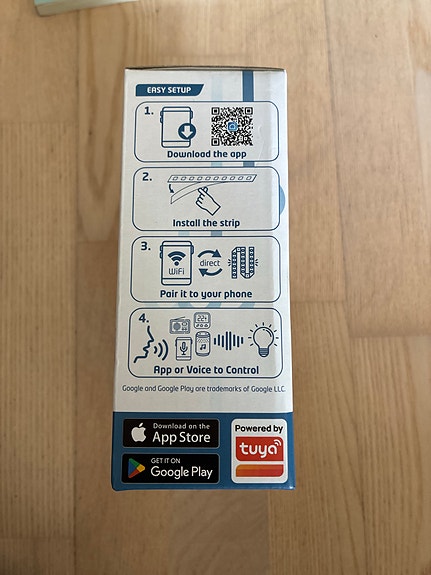 EASY SETUP
1.
Download the app
2.
Install the strip
3.
WiFi
direct
Pair it to your phone
4.
App or Voice to Control
Google and Google Play are trademarks of Google LLC.
Download on the
App Store
GET IT ON
Google Play
Powered by
tuya